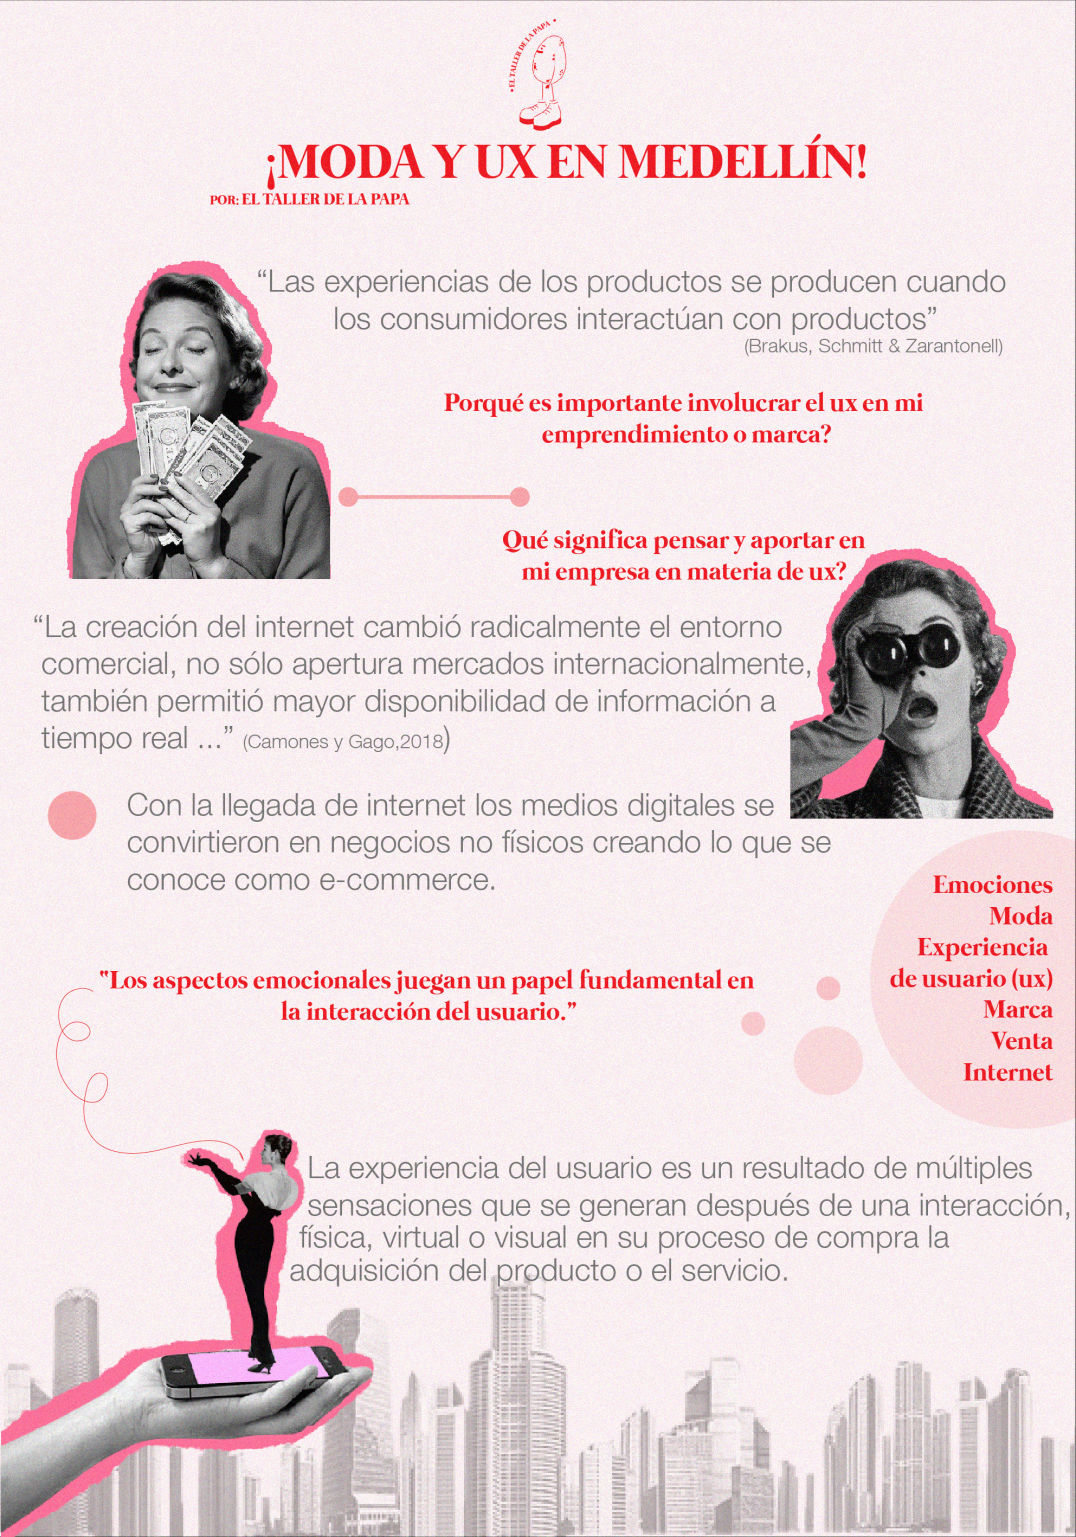 • EL TALLER DE LA PAPA •
¡MODA Y UX EN MEDELLÍN!
POR: EL TALLER DE LA PAPA
“Las experiencias de los productos se producen cuando
los consumidores interactúan con productos”
(Brakus, Schmitt & Zarantonell)
Porqué es importante involucrar el ux en mi
emprendimiento o marca?
Qué significa pensar y aportar en
mi empresa en materia de ux?
“La creación del internet cambió radicalmente el entorno
comercial, no sólo apertura mercados internacionalmente,
también permitió mayor disponibilidad de información a
tiempo real ...” (Camones y Gago,2018)
Con la llegada de internet los medios digitales se
convirtieron en negocios no físicos creando lo que se
conoce como e-commerce.
Emociones
Moda
Experiencia
de usuario (ux)
Marca
Venta
Internet
“Los aspectos emocionales juegan un papel fundamental en
la interacción del usuario.”
La experiencia del usuario es un resultado de múltiples
sensaciones que se generan después de una interacción,
física, virtual o visual en su proceso de compra la
adquisición del producto o el servicio.